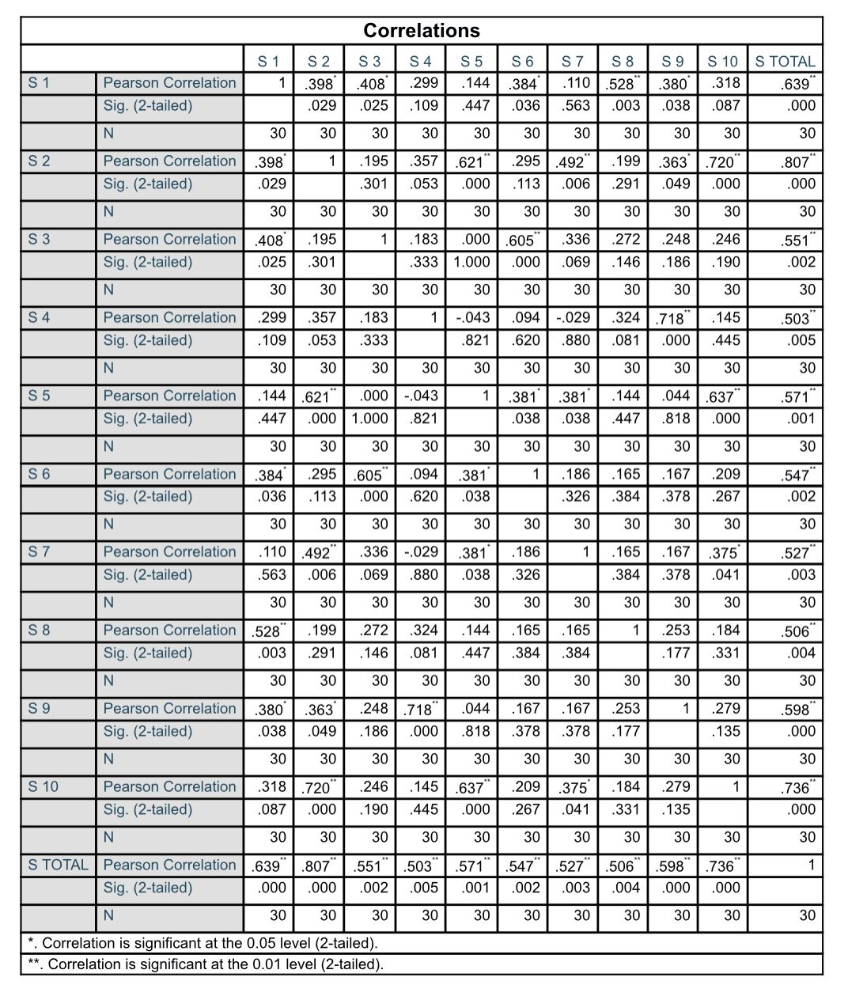 Correlations
S 1 S 2 S 3 S 4 S 5 S 6 S 7 S 8 S 9 S 10 S TOTAL
S 1 Pearson Correlation 1 .398* .408* .299 .144 .384* .110 .528** .380* .318 .639**
Sig. (2-tailed) .029 .025 .109 .447 .036 .563 .003 .038 .087 .000
N 30 30 30 30 30 30 30 30 30 30 30
S 2 Pearson Correlation .398* 1 .195 .357 .621** .295 .492** .199 .363* .720** .807**
Sig. (2-tailed) .029 .301 .053 .000 .113 .006 .291 .049 .000 .000
N 30 30 30 30 30 30 30 30 30 30 30
S 3 Pearson Correlation .408* .195 1 .183 .000 .605** .336 .272 .248 .246 .551**
Sig. (2-tailed) .025 .301 .333 1.000 .000 .069 .146 .186 .190 .002
N 30 30 30 30 30 30 30 30 30 30 30
S 4 Pearson Correlation .299 .357 .183 1 -.043 .094 -.029 .324 .718** .145 .503**
Sig. (2-tailed) .109 .053 .333 .821 .620 .880 .081 .000 .445 .005
N 30 30 30 30 30 30 30 30 30 30 30
S 5 Pearson Correlation .144 .621** .000 -.043 1 .381* .381* .144 .044 .637** .571**
Sig. (2-tailed) .447 .000 1.000 .821 .038 .038 .447 .818 .000 .001
N 30 30 30 30 30 30 30 30 30 30 30
S 6 Pearson Correlation .384* .295 .605** .094 .381* 1 .186 .165 .167 .209 .547**
Sig. (2-tailed) .036 .113 .000 .620 .038 .326 .384 .378 .267 .002
N 30 30 30 30 30 30 30 30 30 30 30
S 7 Pearson Correlation .110 .492** .336 -.029 .381* .186 1 .165 .167 .375* .527**
Sig. (2-tailed) .563 .006 .069 .880 .038 .326 .384 .378 .041 .003
N 30 30 30 30 30 30 30 30 30 30 30
S 8 Pearson Correlation .528** .199 .272 .324 .144 .165 .165 1 .253 .184 .506**
Sig. (2-tailed) .003 .291 .146 .081 .447 .384 .384 .177 .331 .004
N 30 30 30 30 30 30 30 30 30 30 30
S 9 Pearson Correlation .380* .363* .248 .718** .044 .167 .167 .253 1 .279 .598**
Sig. (2-tailed) .038 .049 .186 .000 .818 .378 .378 .177 .135 .000
N 30 30 30 30 30 30 30 30 30 30 30
S 10 Pearson Correlation .318 .720** .246 .145 .637** .209 .375* .184 .279 1 .736**
Sig. (2-tailed) .087 .000 .190 .445 .000 .267 .041 .331 .135 .000
N 30 30 30 30 30 30 30 30 30 30 30
S TOTAL Pearson Correlation .639** .807** .551** .503** .571** .547** .527** .506** .598** .736** 1
Sig. (2-tailed) .000 .000 .002 .005 .001 .002 .003 .004 .000 .000
N 30 30 30 30 30 30 30 30 30 30 30
*. Correlation is significant at the 0.05 level (2-tailed).
**. Correlation is significant at the 0.01 level (2-tailed).